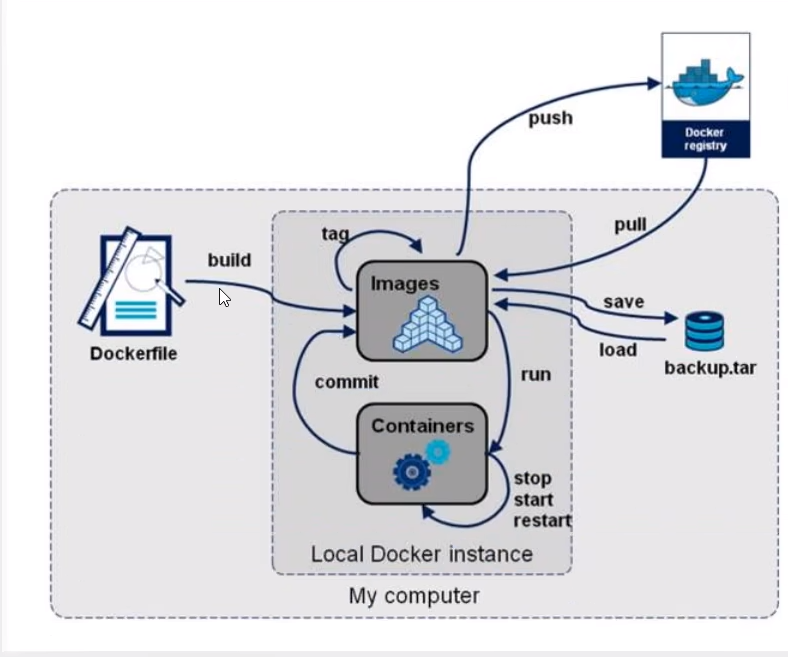 Docker
registry
push
pull
tag
build
Images
save
load
backup.tar
Dockerfile
commit
run
Containers
stop
start
restart
Local Docker instance
My computer